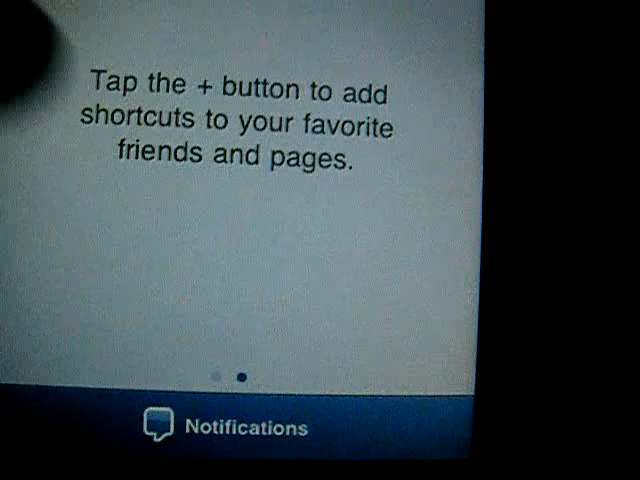 Tap the + button to add
shortcuts to your favorite
friends and pages.
Notifications